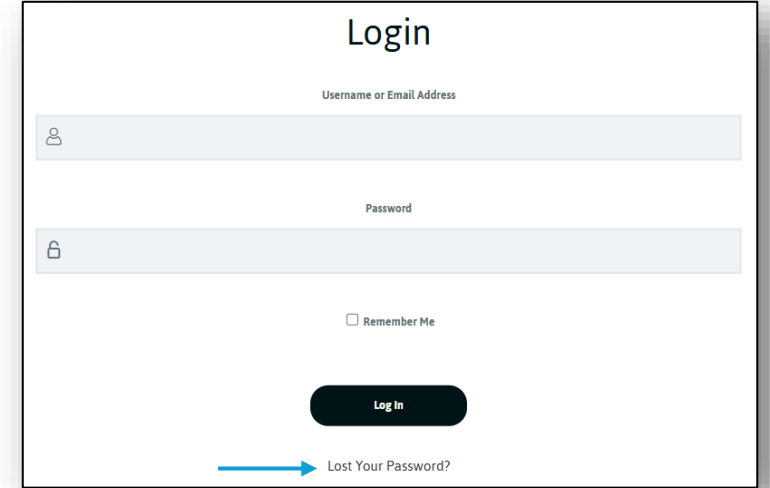 Login
Username or Email Address
Password
Remember Me
Log In
Lost Your Password?